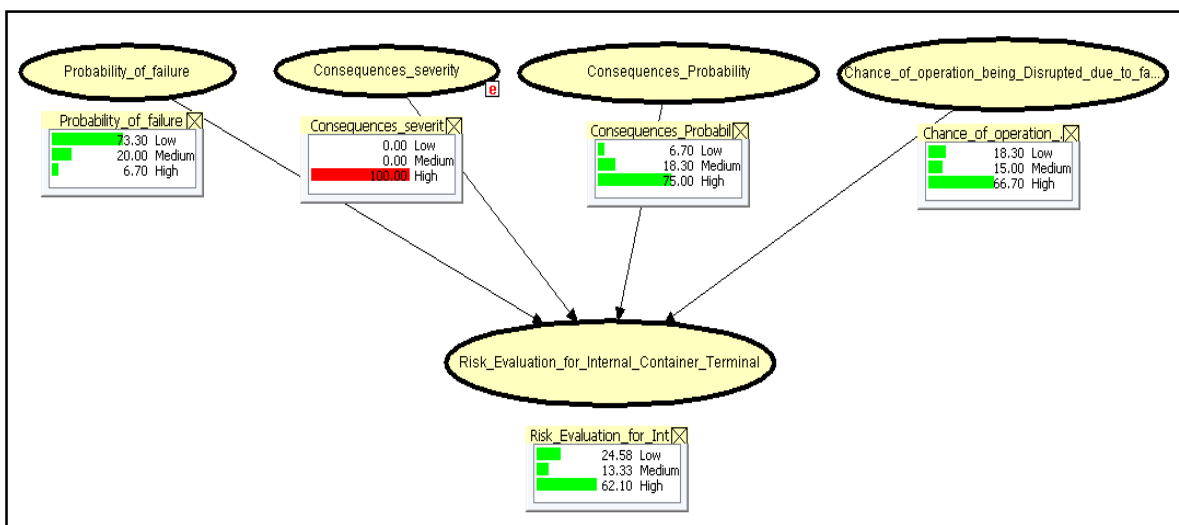 Probability_of_failure
Consequences_severity
Consequences_Probability
Chance_of_operation_being_Disrupted_due_to_fa...
e
Probability_of_failure
73.30 Low
20.00 Medium
6.70 High
Consequences_severit
0.00 Low
0.00 Medium
100.00 High
Consequences_Probabil
6.70 Low
18.30 Medium
75.00 High
Chance_of_operation_.
18.30 Low
15.00 Medium
66.70 High
Risk_Evaluation_for_Internal_Container_Terminal
Risk_Evaluation_for_Int
24.58 Low
13.33 Medium
62.10 High